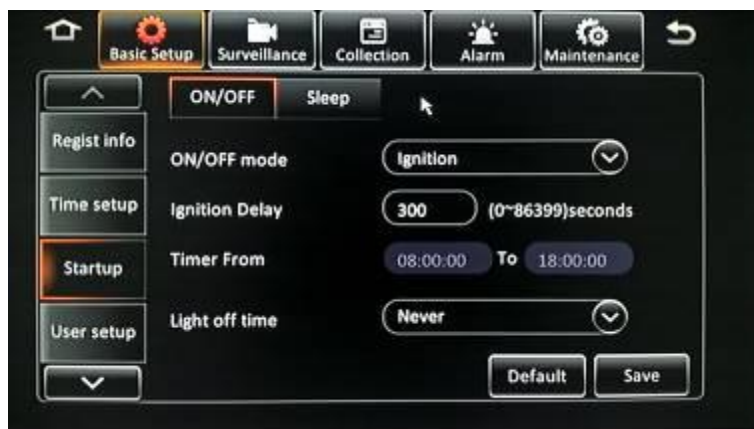 Basic Setup Surveillance Collection Alarm Maintenance
ON/OFF Sleep
Regist info
ON/OFF mode Ignition
Time setup
Ignition Delay 300 (0~86399)seconds
Startup
Timer From 08:00:00 To 18:00:00
User setup
Light off time Never
Default Save